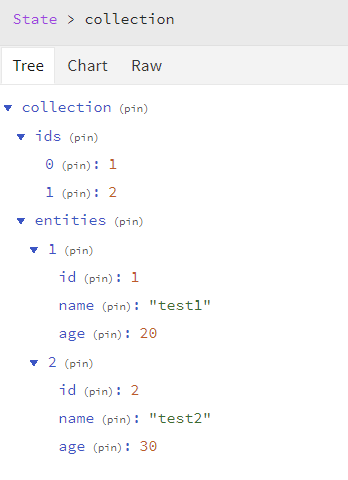 State > collection
Tree Chart Raw
collection (pin)
ids (pin)
0 (pin): 1
1 (pin): 2
entities (pin)
1 (pin)
id (pin): 1
name (pin): "test1"
age (pin): 20
2 (pin)
id (pin): 2
name (pin): "test2"
age (pin): 30